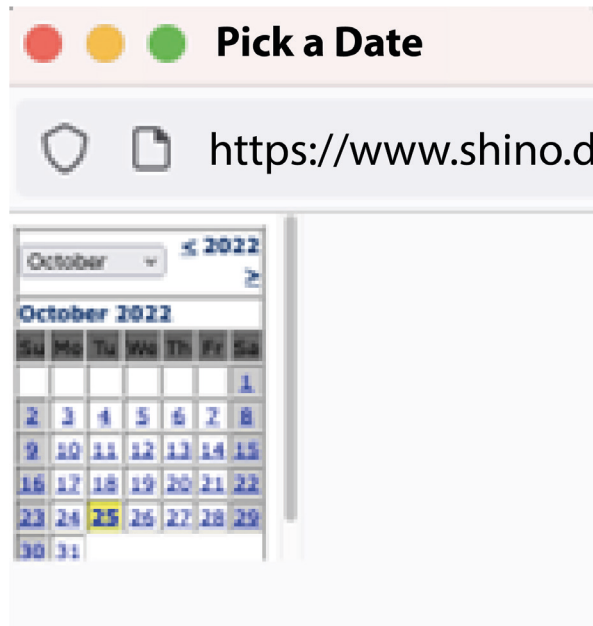 Pick a Date
https://www.shino.d
October ≤ 2022
≥
October 2022
Su Mo Tu We Th Fr Sa
1
2 3 4 5 6 7 8
9 10 11 12 13 14 15
16 17 18 19 20 21 22
23 24 25 26 27 28 29
30 31